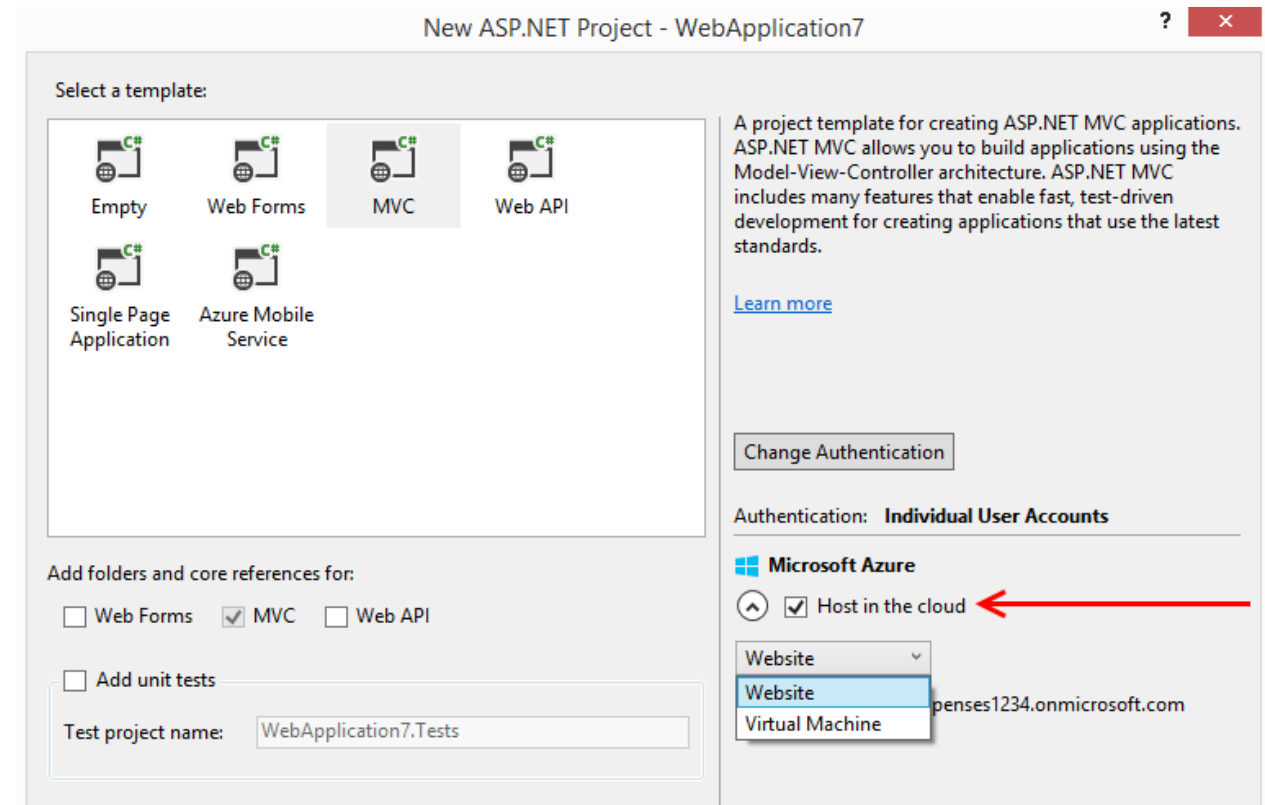 New ASP.NET Project - WebApplication7
?
Select a template:
C#
C#
C#
C#
Empty
Web Forms
MVC
Web API
C#
C#
Single Page
Application
Azure Mobile
Service
A project template for creating ASP.NET MVC applications.
ASP.NET MVC allows you to build applications using the
Model-View-Controller architecture. ASP.NET MVC
includes many features that enable fast, test-driven
development for creating applications that use the latest
standards.
Learn more
Change Authentication
Authentication: Individual User Accounts
Microsoft Azure
Host in the cloud
Website
Website
Virtual Machine
penses1234.onmicrosoft.com
Add folders and core references for:
Web Forms
MVC
Web API
Add unit tests
Test project name: WebApplication7.Tests